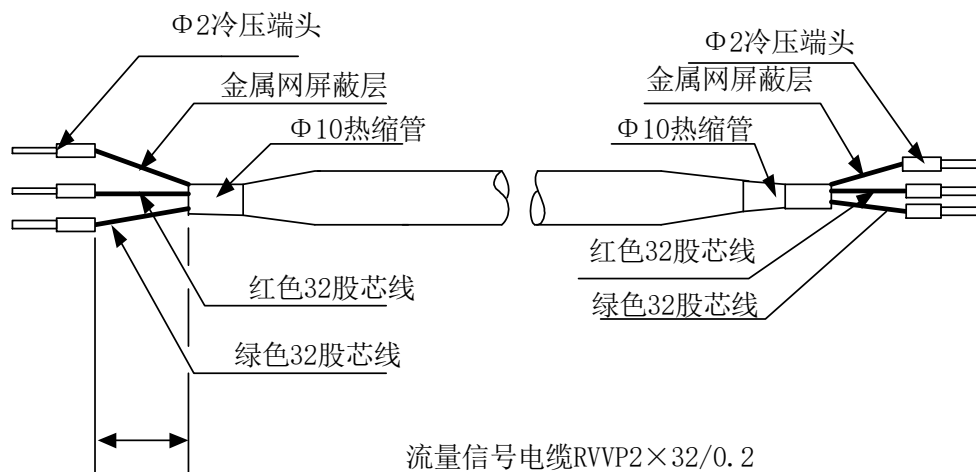 Φ2冷压端头
金属网屏蔽层
Φ10热缩管
红色32股芯线
绿色32股芯线
Φ2冷压端头
金属网屏蔽层
Φ10热缩管
红色32股芯线
绿色32股芯线
流量信号电缆RVVP2×32/0.2